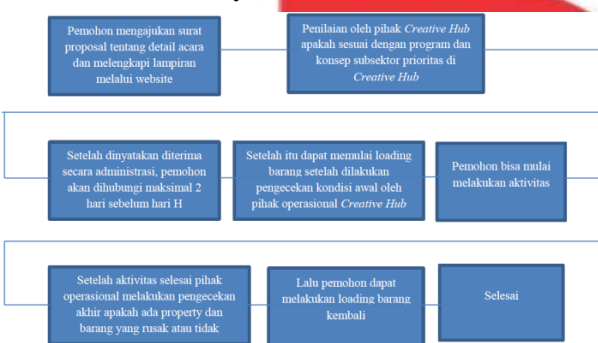 Pemohon mengajukan surat
proposal tentang detail acara
dan melengkapi lampiran
melalui website
Penilaian oleh pihak Creative Hub
apakah sesuai dengan program dan
konsep subsektor prioritas di
Creative Hub
Setelah dinyatakan diterima
secara administrasi, pemohon
akan dihubungi maksimal 2
hari sebelum hari H
Setelah itu dapat memulai loading
barang setelah dilakukan
pengecekan kondisi awal oleh
pihak operasional Creative Hub
Pemohon bisa mulai
melakukan aktivitas
Setelah aktivitas selesai pihak
operasional melakukan pengecekan
akhir apakah ada property dan
barang yang rusak atau tidak
Lalu pemohon dapat
melakukan loading barang
kembali
Selesai